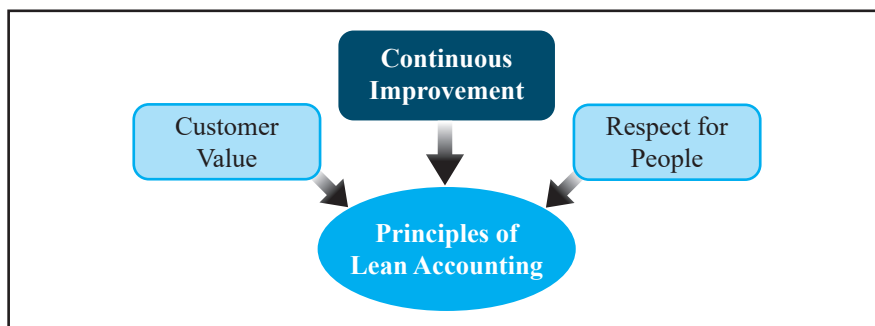 Continuous
Improvement
Customer
Value
Respect for
People
Principles of
Lean Accounting